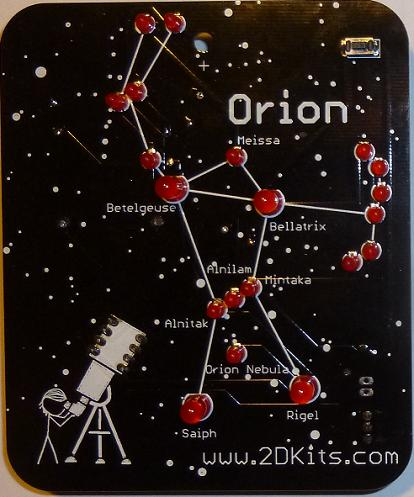 Orion
Meissa
Betelgeuse
Bellatrix
Alnilam
Mintaka
Alnitak
Orion Nebula
Rigel
Saiph
www.2DKits.com